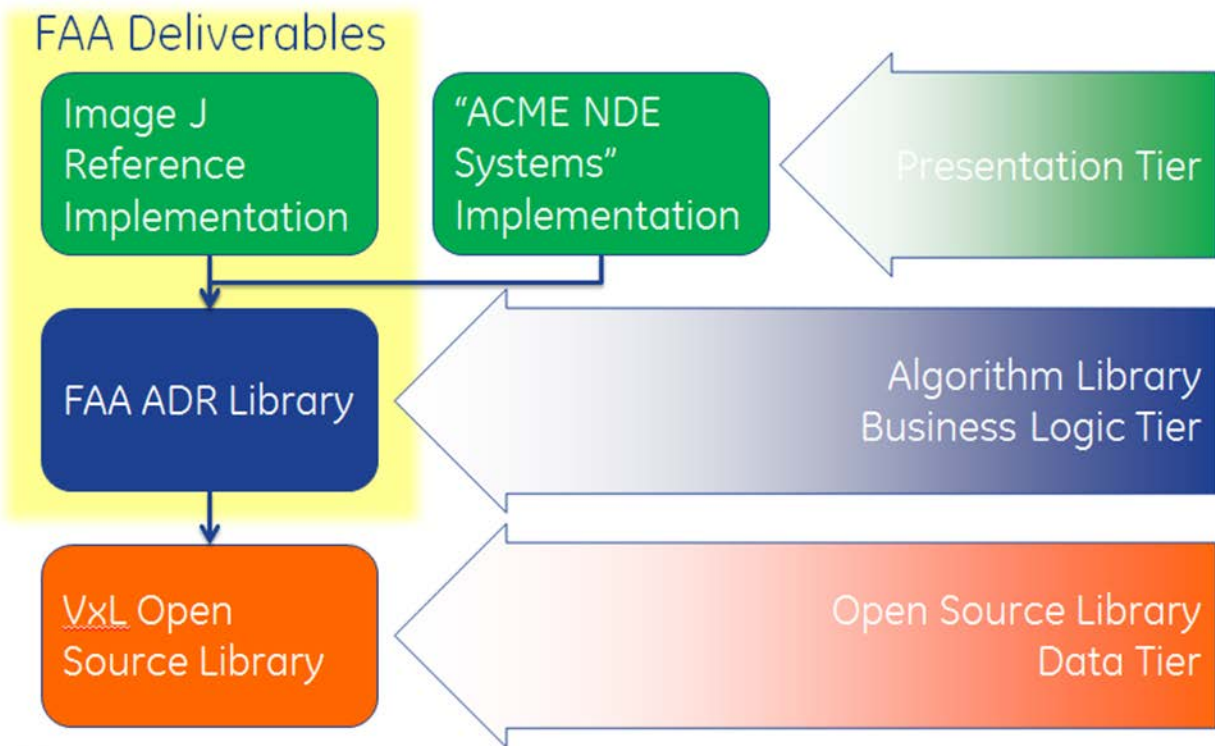 FAA Deliverables
Image J
Reference
Implementation
“ACME NDE
Systems”
Implementation
Presentation Tier
FAA ADR Library
Algorithm Library
Business Logic Tier
VxL Open
Source Library
Open Source Library
Data Tier